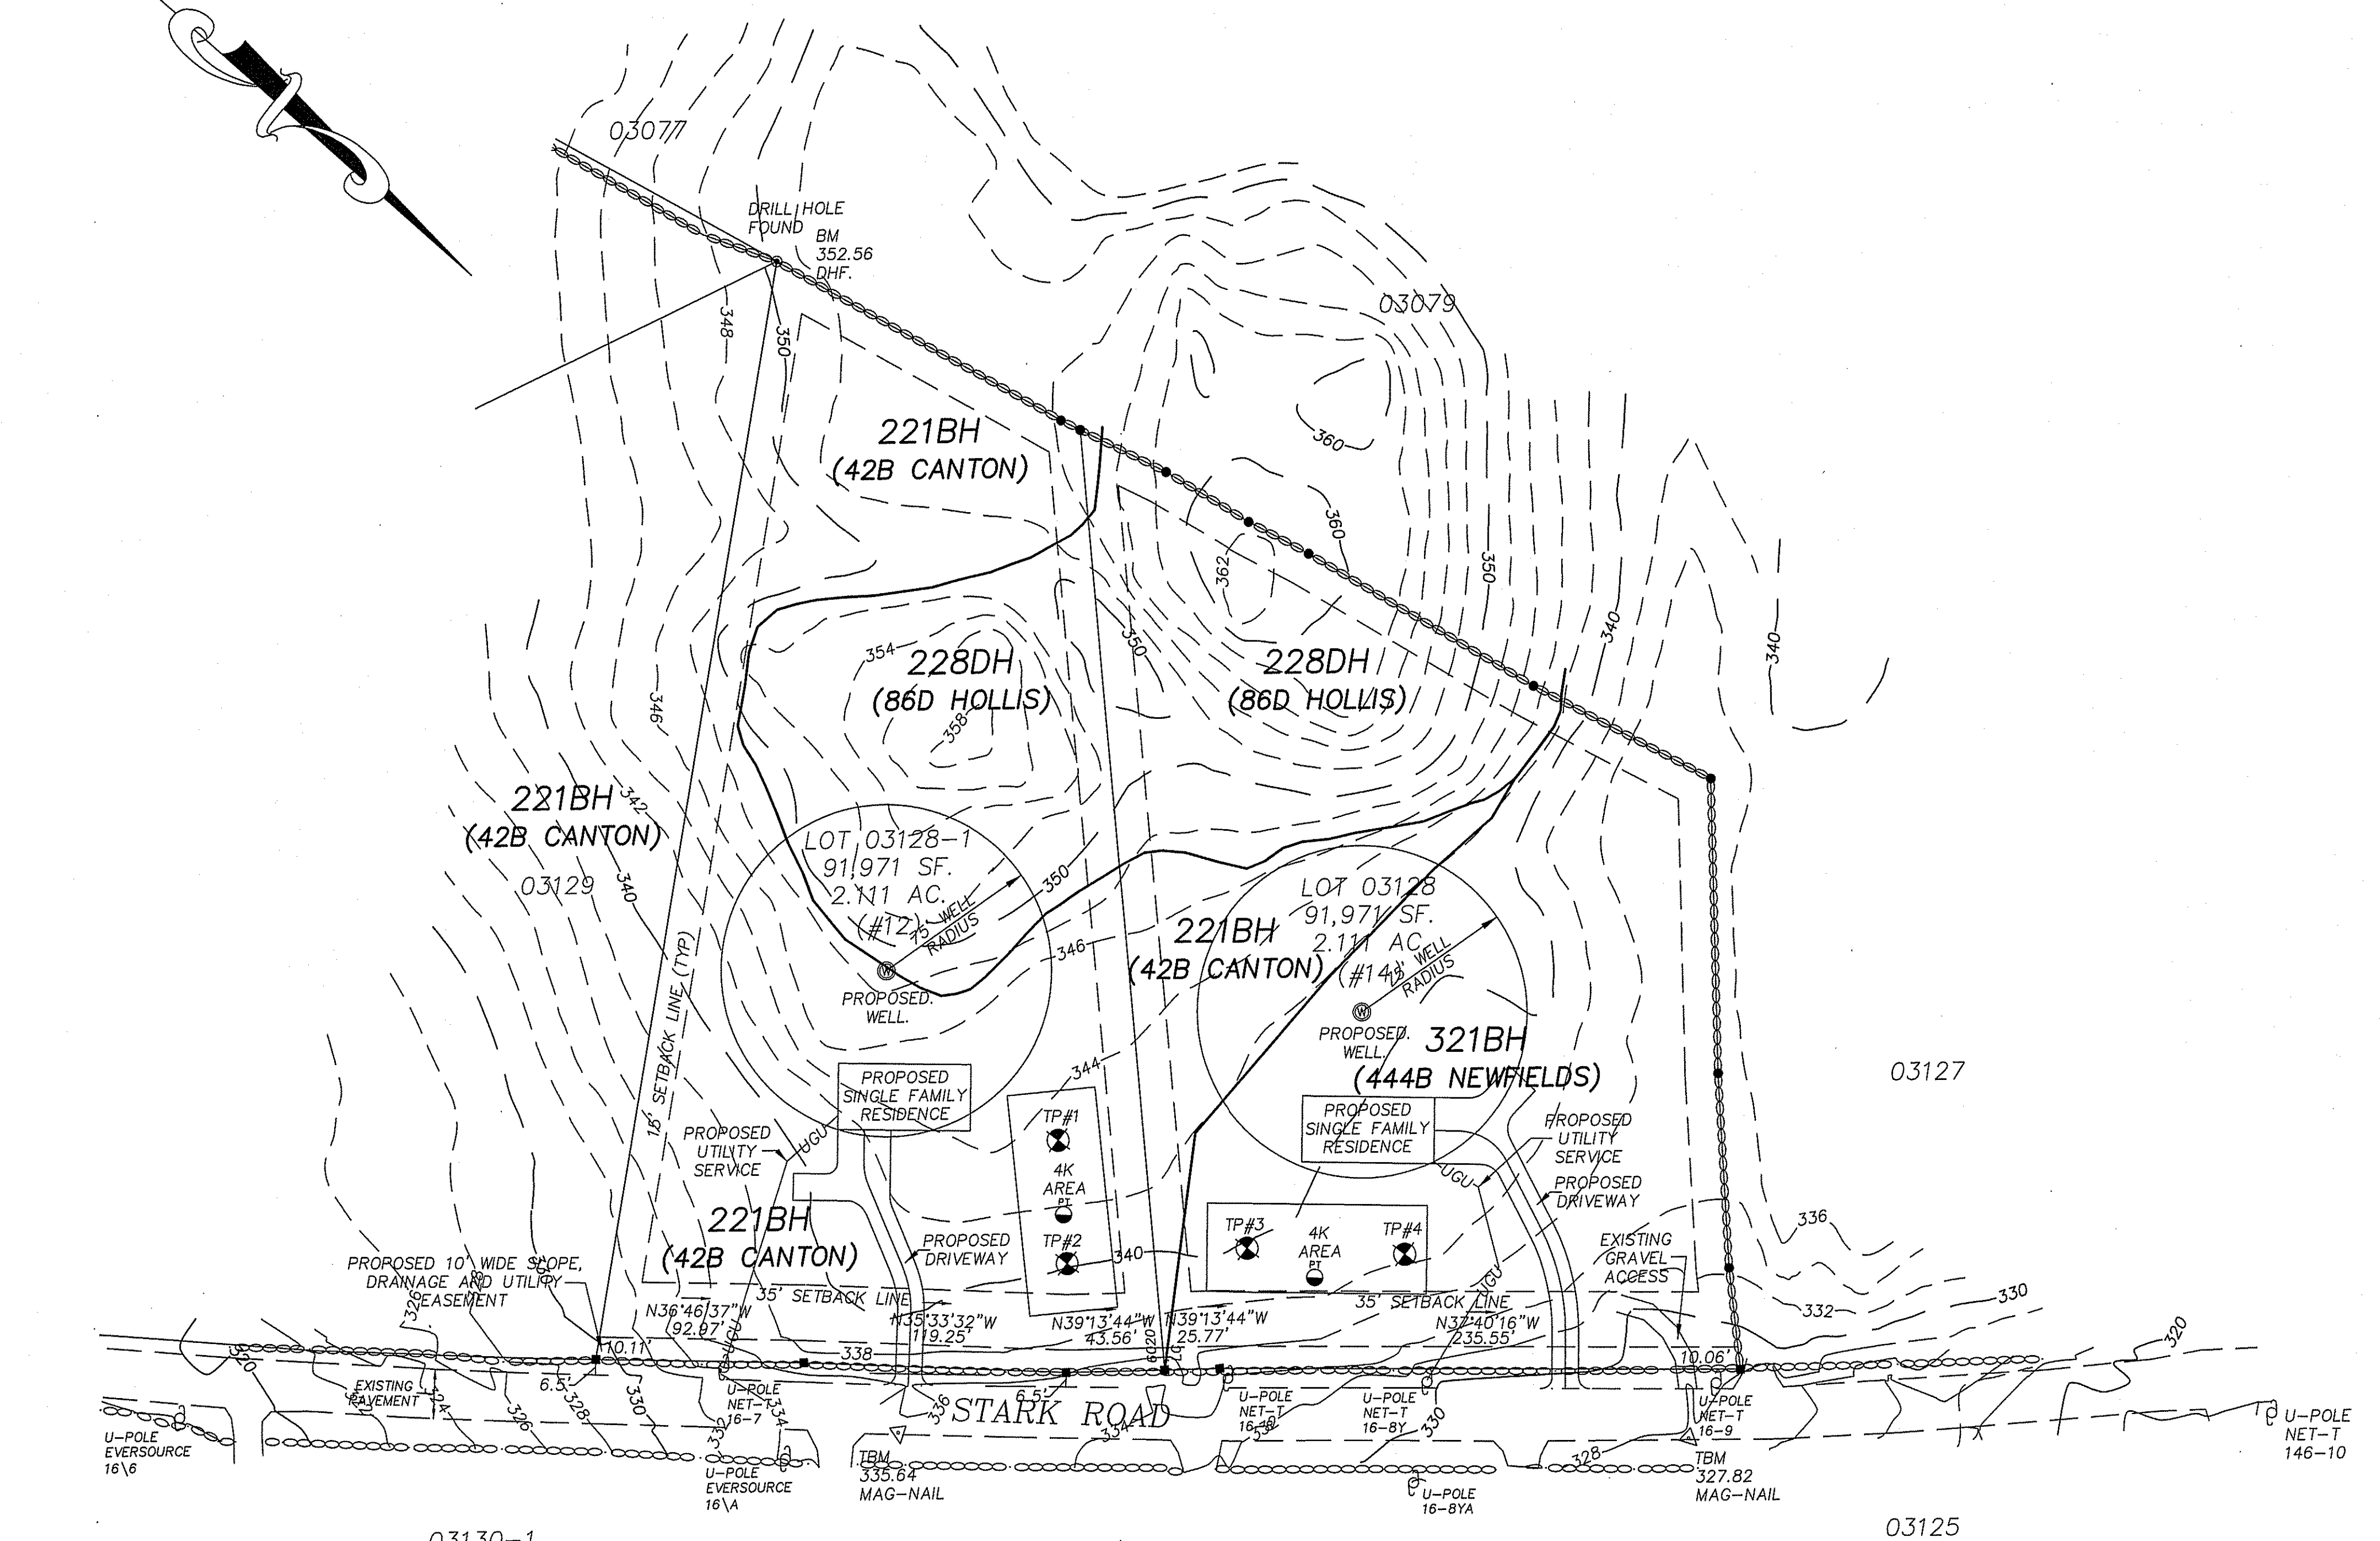 03077
DRILL HOLE
FOUND
BM
352.56
DHF.
03079
348
350
360
360
362
350
340
340
221BH
(42B CANTON)
354
228DH
(86D HOLLIS)
358
350
228DH
(86D HOLLIS)
346
221BH
(42B CANTON)
342
340
03129
LOT 03128-1
91,971 SF.
2.111 AC.
(#12)
75' WELL
RADIUS
350
PROPOSED
WELL.
346
LOT 03128
91,971 SF.
2.111 AC.
(#14)
75' WELL
RADIUS
221BH
(42B CANTON)
PROPOSED
WELL.
321BH
(444B NEWFIELDS)
03127
15' SETBACK LINE (TYP)
PROPOSED
SINGLE FAMILY
RESIDENCE
344
PROPOSED
SINGLE FAMILY
RESIDENCE
PROPOSED
UTILITY
SERVICE
UGU
TP#1
4K
AREA
PT
TP#2
UGU
PROPOSED
UTILITY
SERVICE
PROPOSED
DRIVEWAY
221BH
(42B CANTON)
PROPOSED
DRIVEWAY
340
TP#3
4K
AREA
PT
TP#4
EXISTING
GRAVEL
ACCESS
336
332
330
320
PROPOSED 10' WIDE SLOPE,
DRAINAGE AND UTILITY
EASEMENT
326
35' SETBACK LINE
35' SETBACK LINE
UGU
UGU
N36°46'37"W
92.97'
N35°33'32"W
119.25'
N39°13'44"W
43.56'
N39°13'44"W
25.77'
N37°40'16"W
235.55'
10.11'
338
10.06'
320
6.5'
6.5'
EXISTING
PAVEMENT
324
326
328
330
332
334
336
STARK ROAD
334
330
328
U-POLE
EVERSOURCE
16\6
U-POLE
NET-T
16-7
U-POLE
EVERSOURCE
16\A
TBM
335.64
MAG-NAIL
U-POLE
NET-T
U-POLE
NET-T
16-8Y
U-POLE
16-8YA
U-POLE
NET-T
16-9
TBM
327.82
MAG-NAIL
U-POLE
NET-T
146-10
03130-1
03125